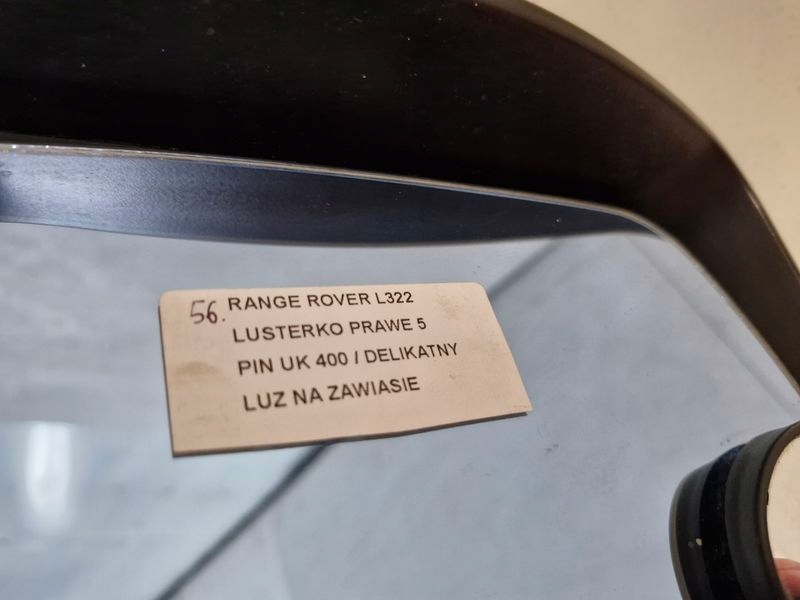 56. RANGE ROVER L322
LUSTERKO PRAWE 5
PIN UK 400 / DELIKATNY
LUZ NA ZAWIASIE